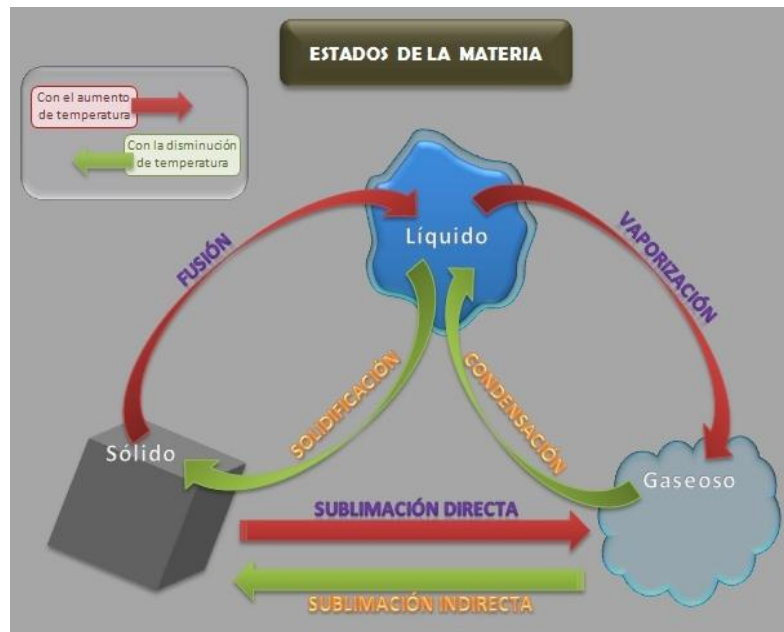 ESTADOS DE LA MATERIA
Con el aumento
de temperatura
Con la disminución
de temperatura
Líquido
FUSIÓN
VAPORIZACIÓN
SOLIDIFICACIÓN
CONDENSACIÓN
Sólido
Gaseoso
SUBLIMACIÓN DIRECTA
SUBLIMACIÓN INDIRECTA